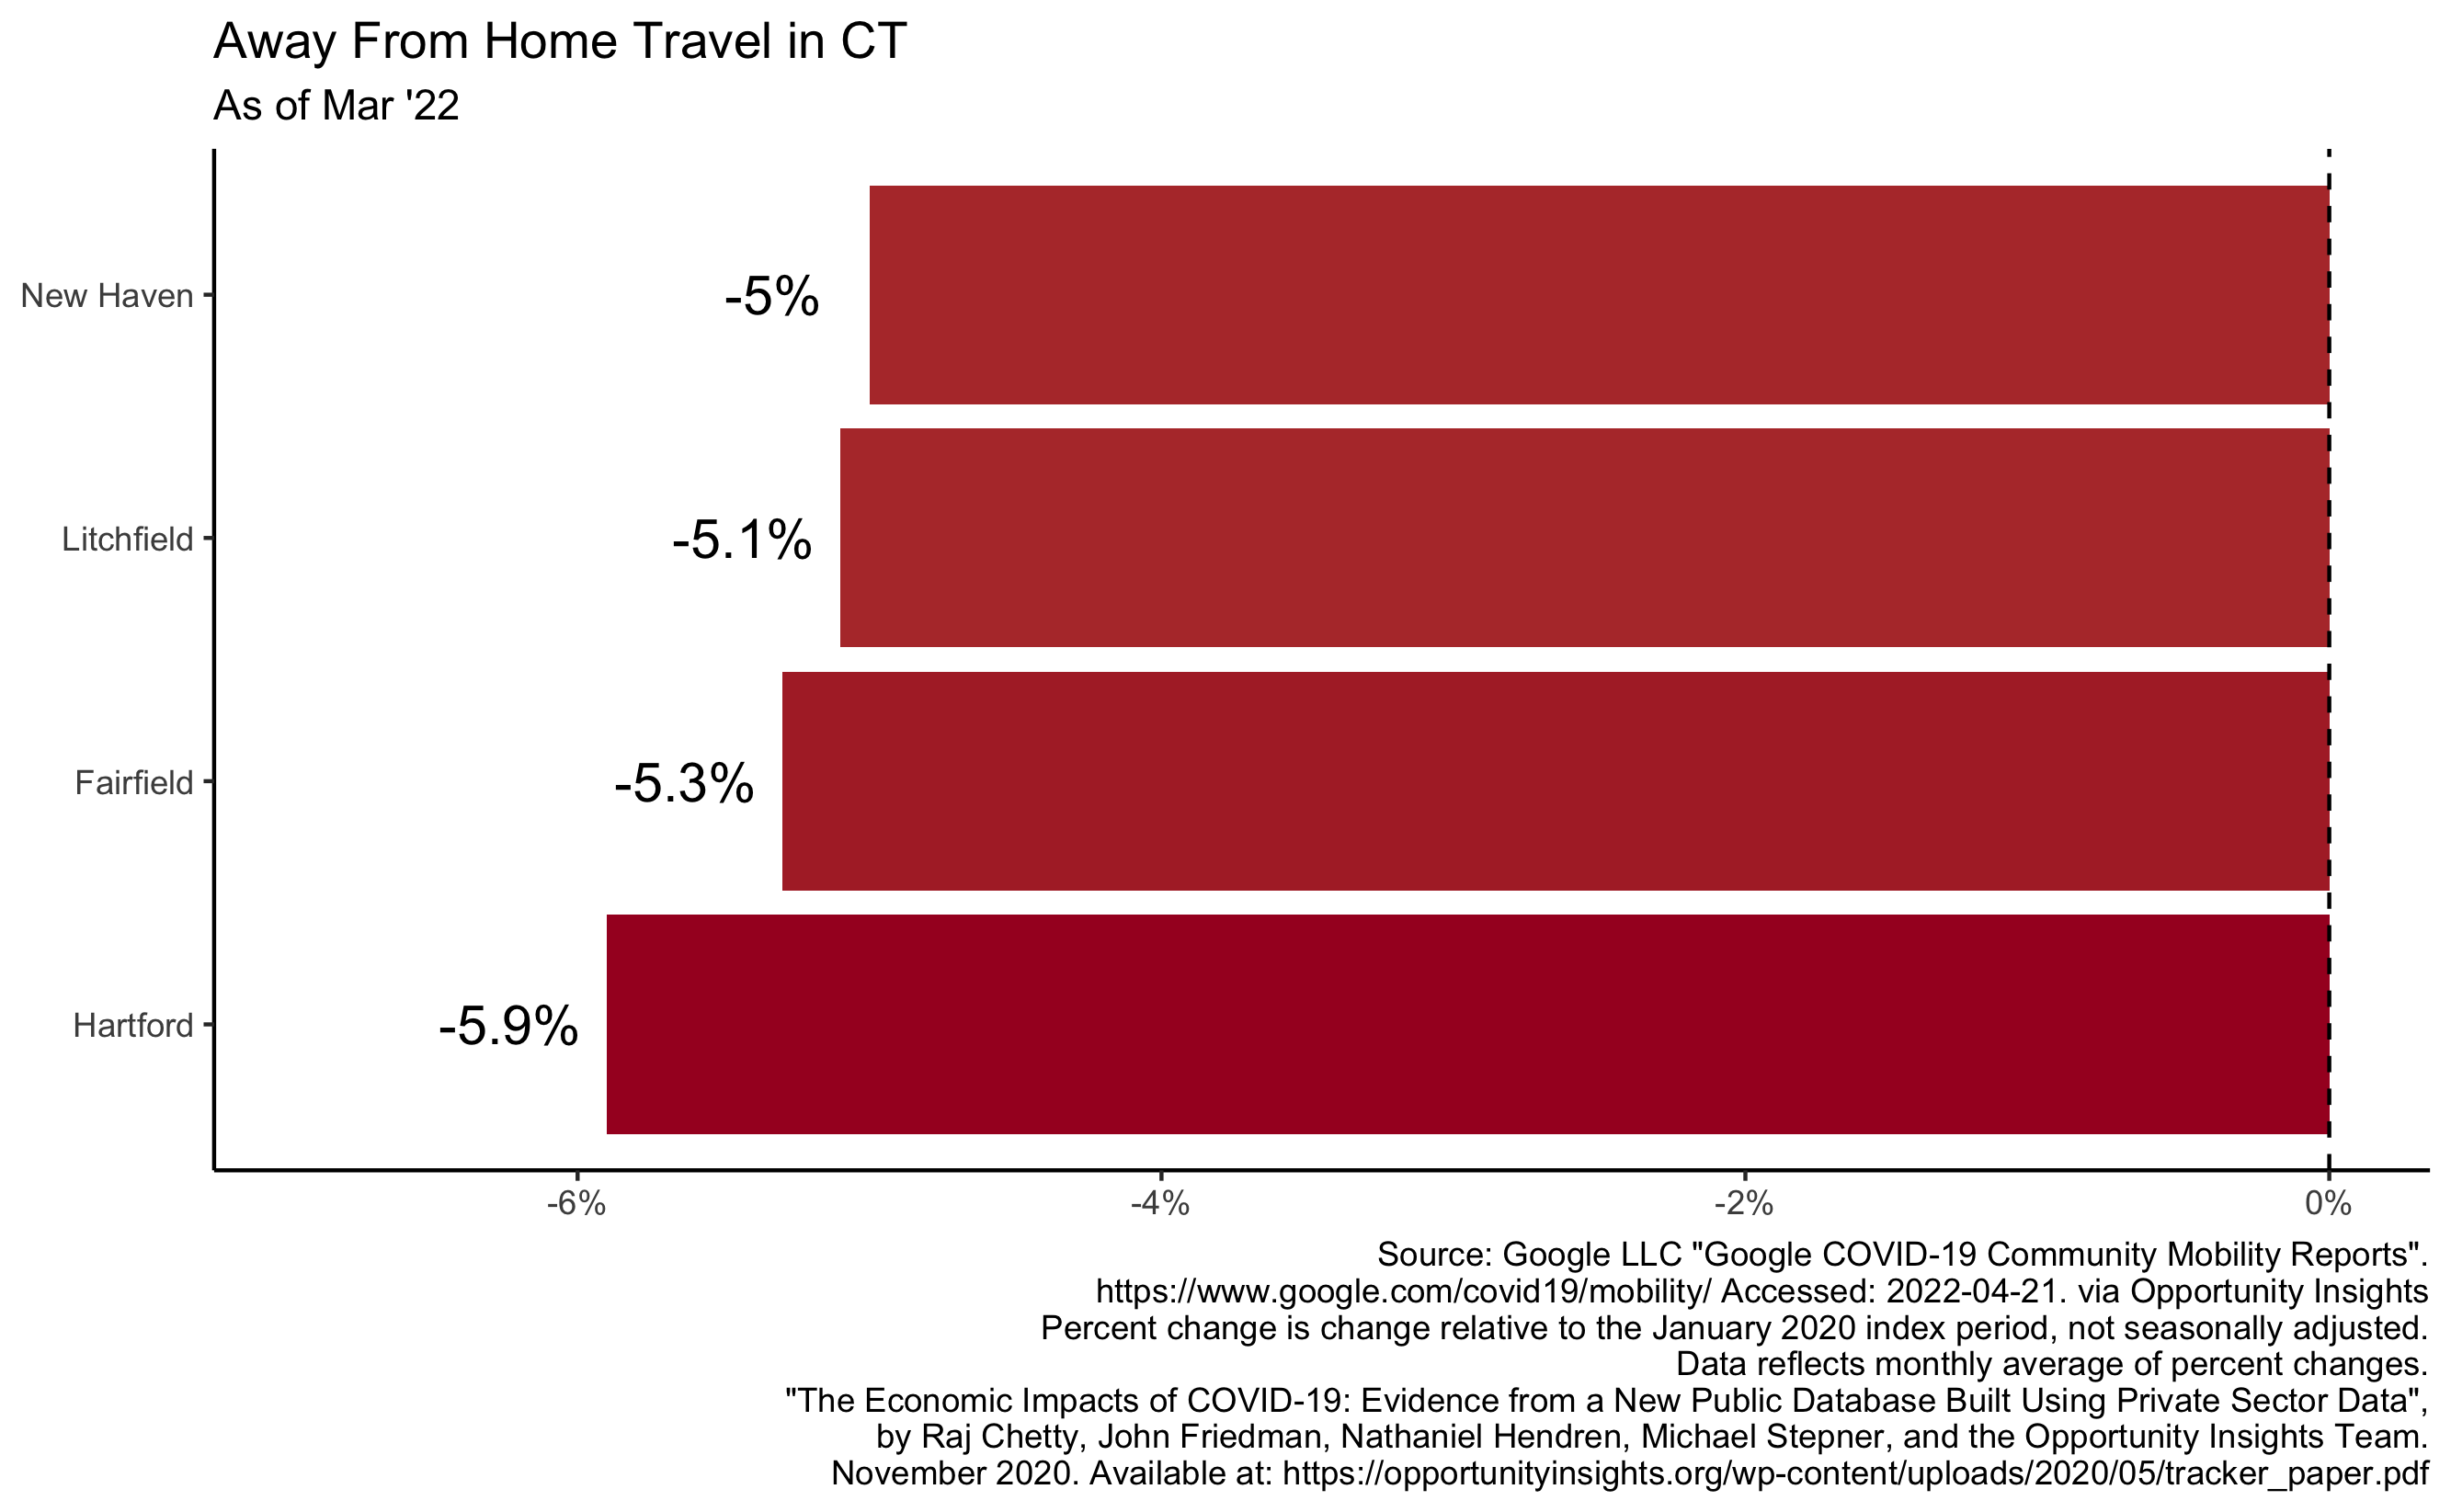 Away From Home Travel in CT
As of Mar '22
New Haven
-5%
Litchfield
-5.1%
Fairfield
-5.3%
Hartford
-5.9%
-6%
-4%
-2%
0%
Source: Google LLC "Google COVID-19 Community Mobility Reports".
https://www.google.com/covid19/mobility/ Accessed: 2022-04-21. via Opportunity Insights
Percent change is change relative to the January 2020 index period, not seasonally adjusted.
Data reflects monthly average of percent changes.
"The Economic Impacts of COVID-19: Evidence from a New Public Database Built Using Private Sector Data",
by Raj Chetty, John Friedman, Nathaniel Hendren, Michael Stepner, and the Opportunity Insights Team.
November 2020. Available at: https://opportunityinsights.org/wp-content/uploads/2020/05/tracker_paper.pdf